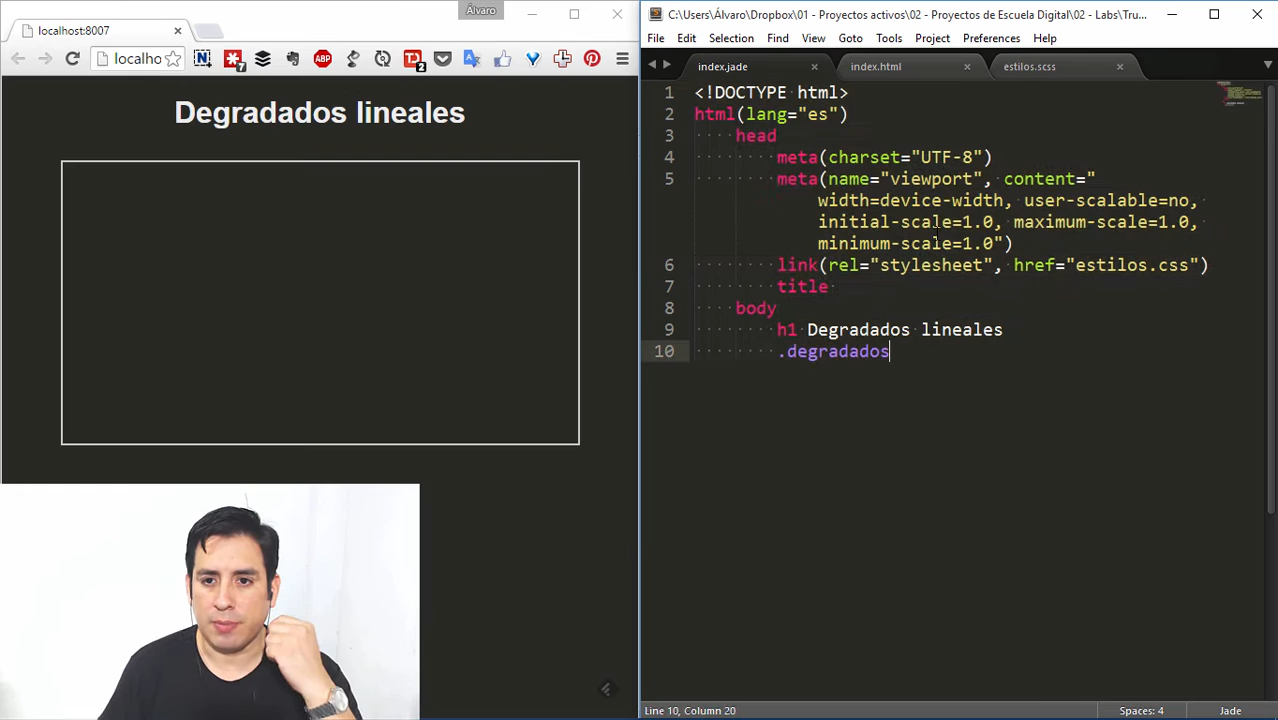 Álvaro
localhost:8007
localho
7
ABP
2
Degradados lineales
C:\Users\Álvaro\Dropbox\01 - Proyectos activos\02 - Proyectos de Escuela Digital\02 - Labs/Tru...
File Edit Selection Find View Goto Tools Project Preferences Help
index.jade
index.html
estilos.scss
1 <!DOCTYPE html>
2 html(lang="es")
3 head
4 meta(charset="UTF-8")
5 meta(name="viewport", content="
width=device-width, user-scalable=no,
initial-scale=1.0, maximum-scale=1.0,
minimum-scale=1.0")
6 link(rel="stylesheet", href="estilos.css")
7 title
8 body
9 h1 Degradados lineales
10 .degradados
Line 10, Column 20
Spaces: 4
Jade